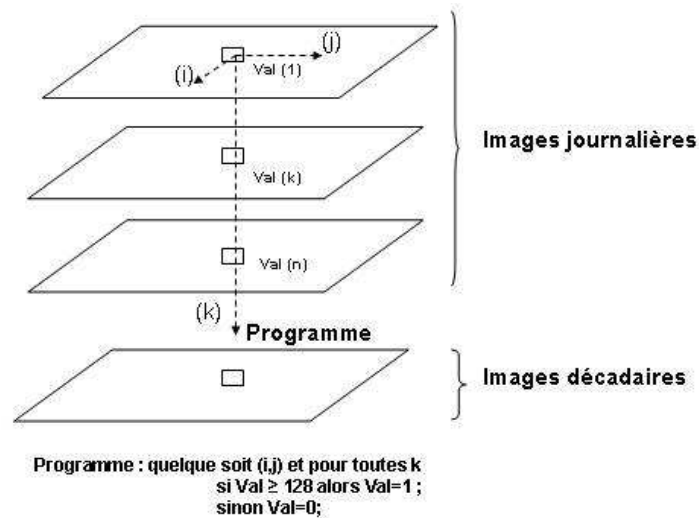 (j)
(i)
Val (1)
Images journalières
Val (k)
Val (n)
(k)
Programme
Images décadaires
Programme : quelque soit (i,j) et pour toutes k
si Val ≥ 128 alors Val=1 ;
sinon Val=0;